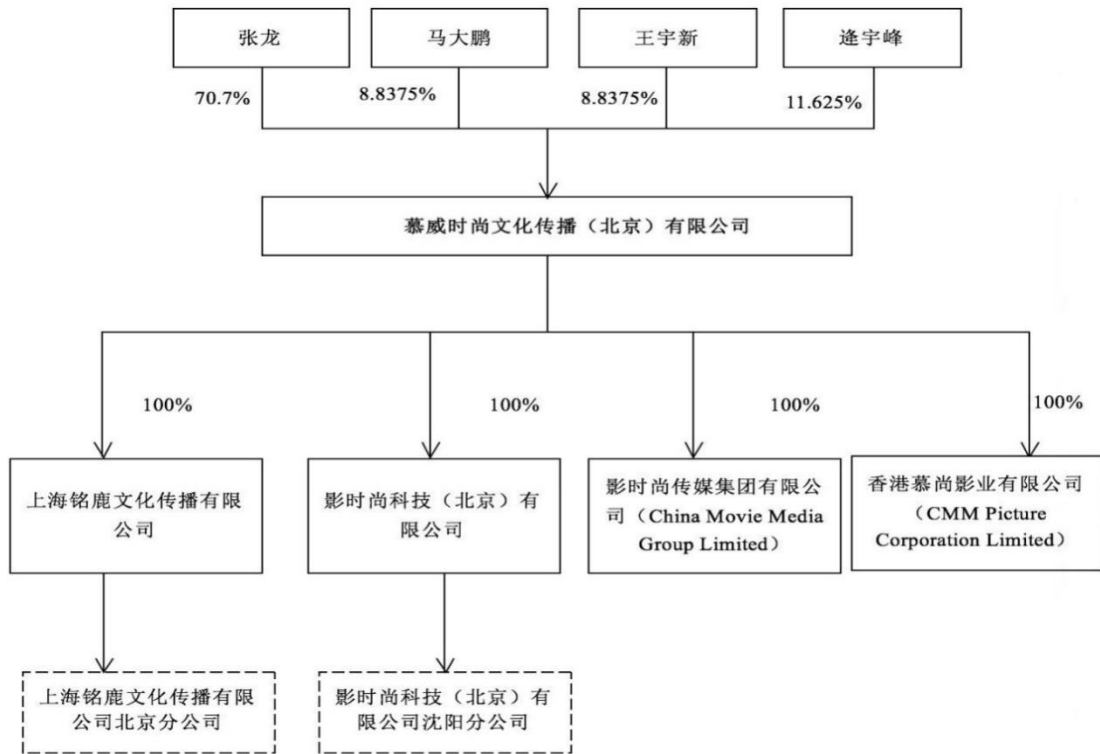 张龙
马大鹏
王宇新
逄宇峰
70.7%
8.8375%
8.8375%
11.625%
慕威时尚文化传播（北京）有限公司
100%
100%
100%
100%
上海铭鹿文化传播有限
公司
影时尚科技（北京）有
限公司
影时尚传媒集团有限公
司（China Movie Media
Group Limited）
香港慕尚影业有限公司
（CMM Picture
Corporation Limited）
上海铭鹿文化传播有限
公司北京分公司
影时尚科技（北京）有
限公司沈阳分公司